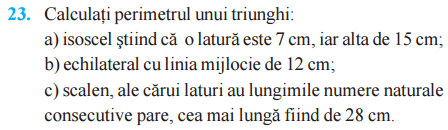 23. Calculați perimetrul unui triunghi:
a) isoscel ştiind că o latură este 7 cm, iar alta de 15 cm;
b) echilateral cu linia mijlocie de 12 cm;
c) scalen, ale cărui laturi au lungimile numere naturale
consecutive pare, cea mai lungă fiind de 28 cm.